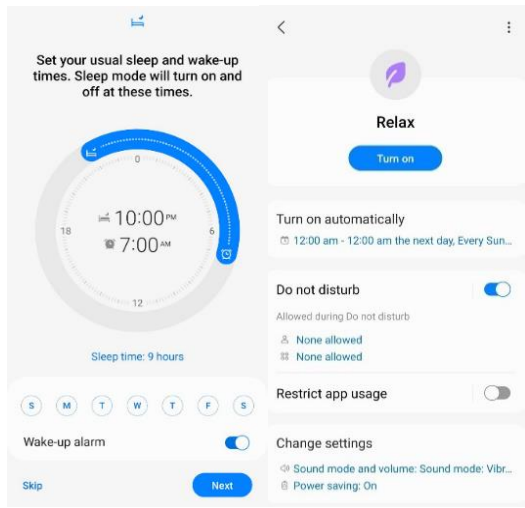 Set your usual sleep and wake-up
times. Sleep mode will turn on and
off at these times.
0
18
10:00 PM
6
7:00 AM
12
Sleep time: 9 hours
S M T W T F S
Wake-up alarm
Skip
Next
Relax
Turn on
Turn on automatically
12:00 am - 12:00 am the next day, Every Sun...
Do not disturb
Allowed during Do not disturb
None allowed
None allowed
Restrict app usage
Change settings
Sound mode and volume: Sound mode: Vibr...
Power saving: On